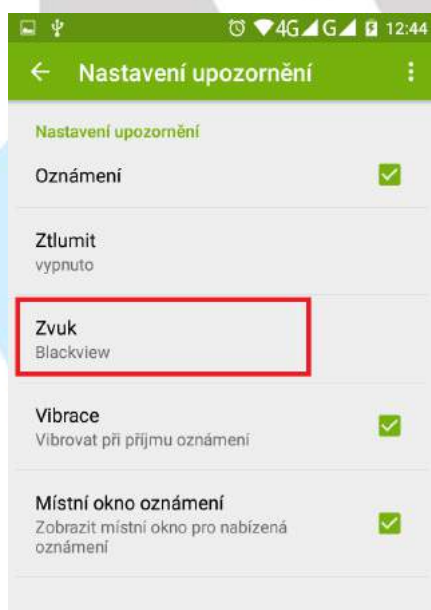 4G G 12:44
Nastavení upozornění
Nastavení upozornění
Oznámení
Ztlumit
vypnuto
Zvuk
Blackview
Vibrace
Vibrovat při příjmu oznámení
Místní okno oznámení
Zobrazit místní okno pro nabízená
oznámení